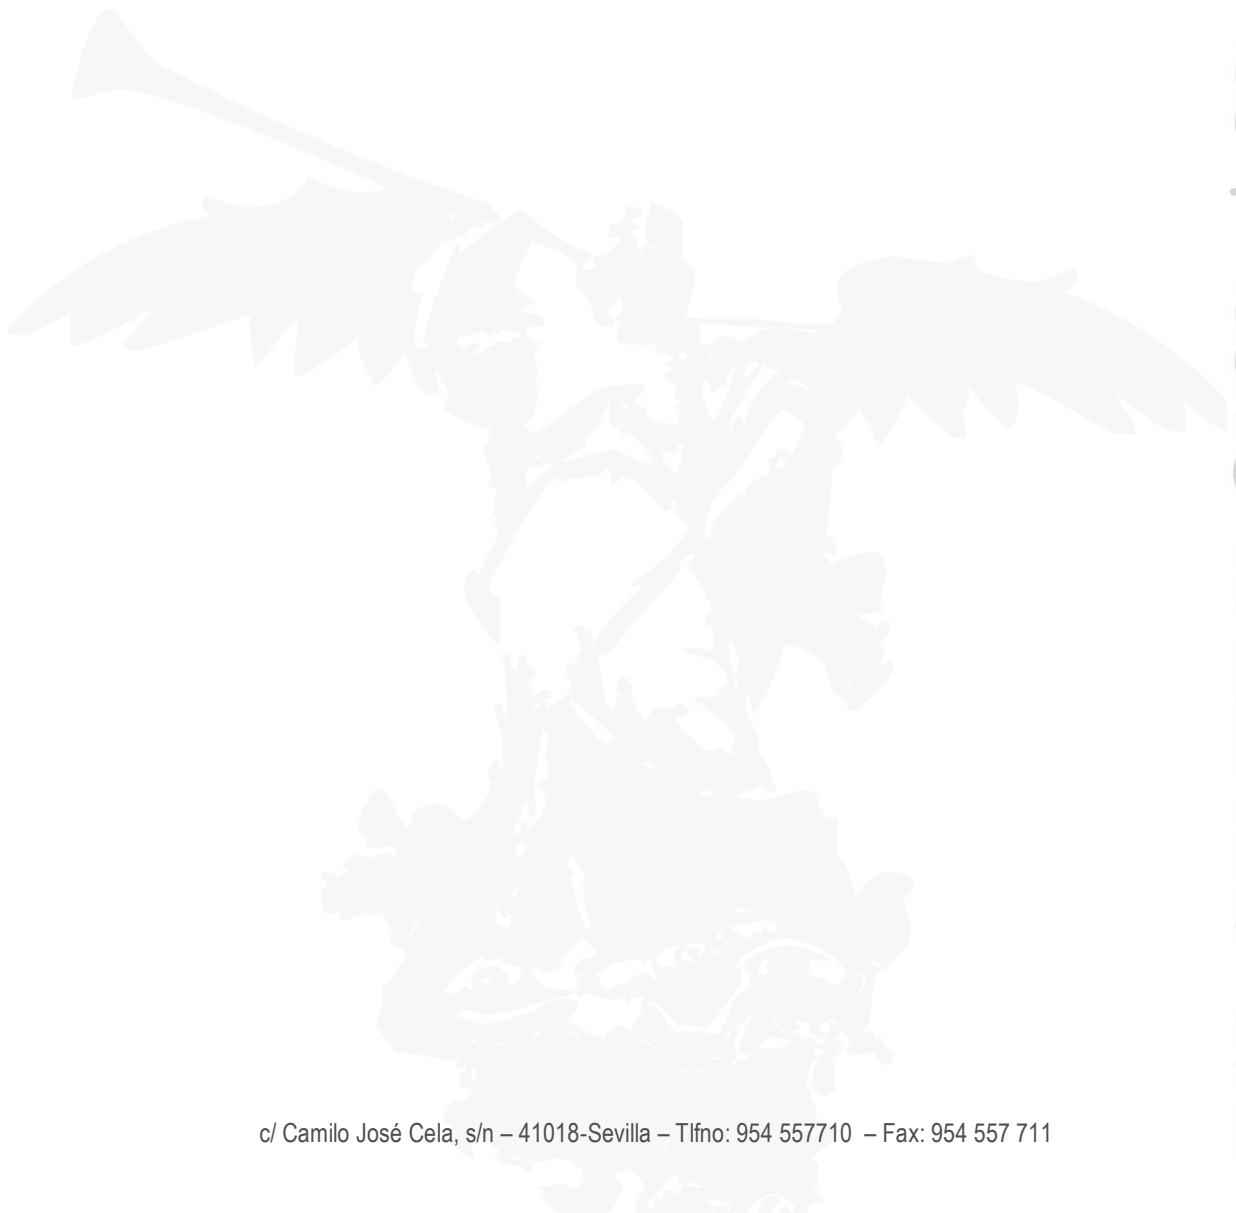 c/ Camilo José Cela, s/n – 41018-Sevilla – Tlfno: 954 557710 – Fax: 954 557 711